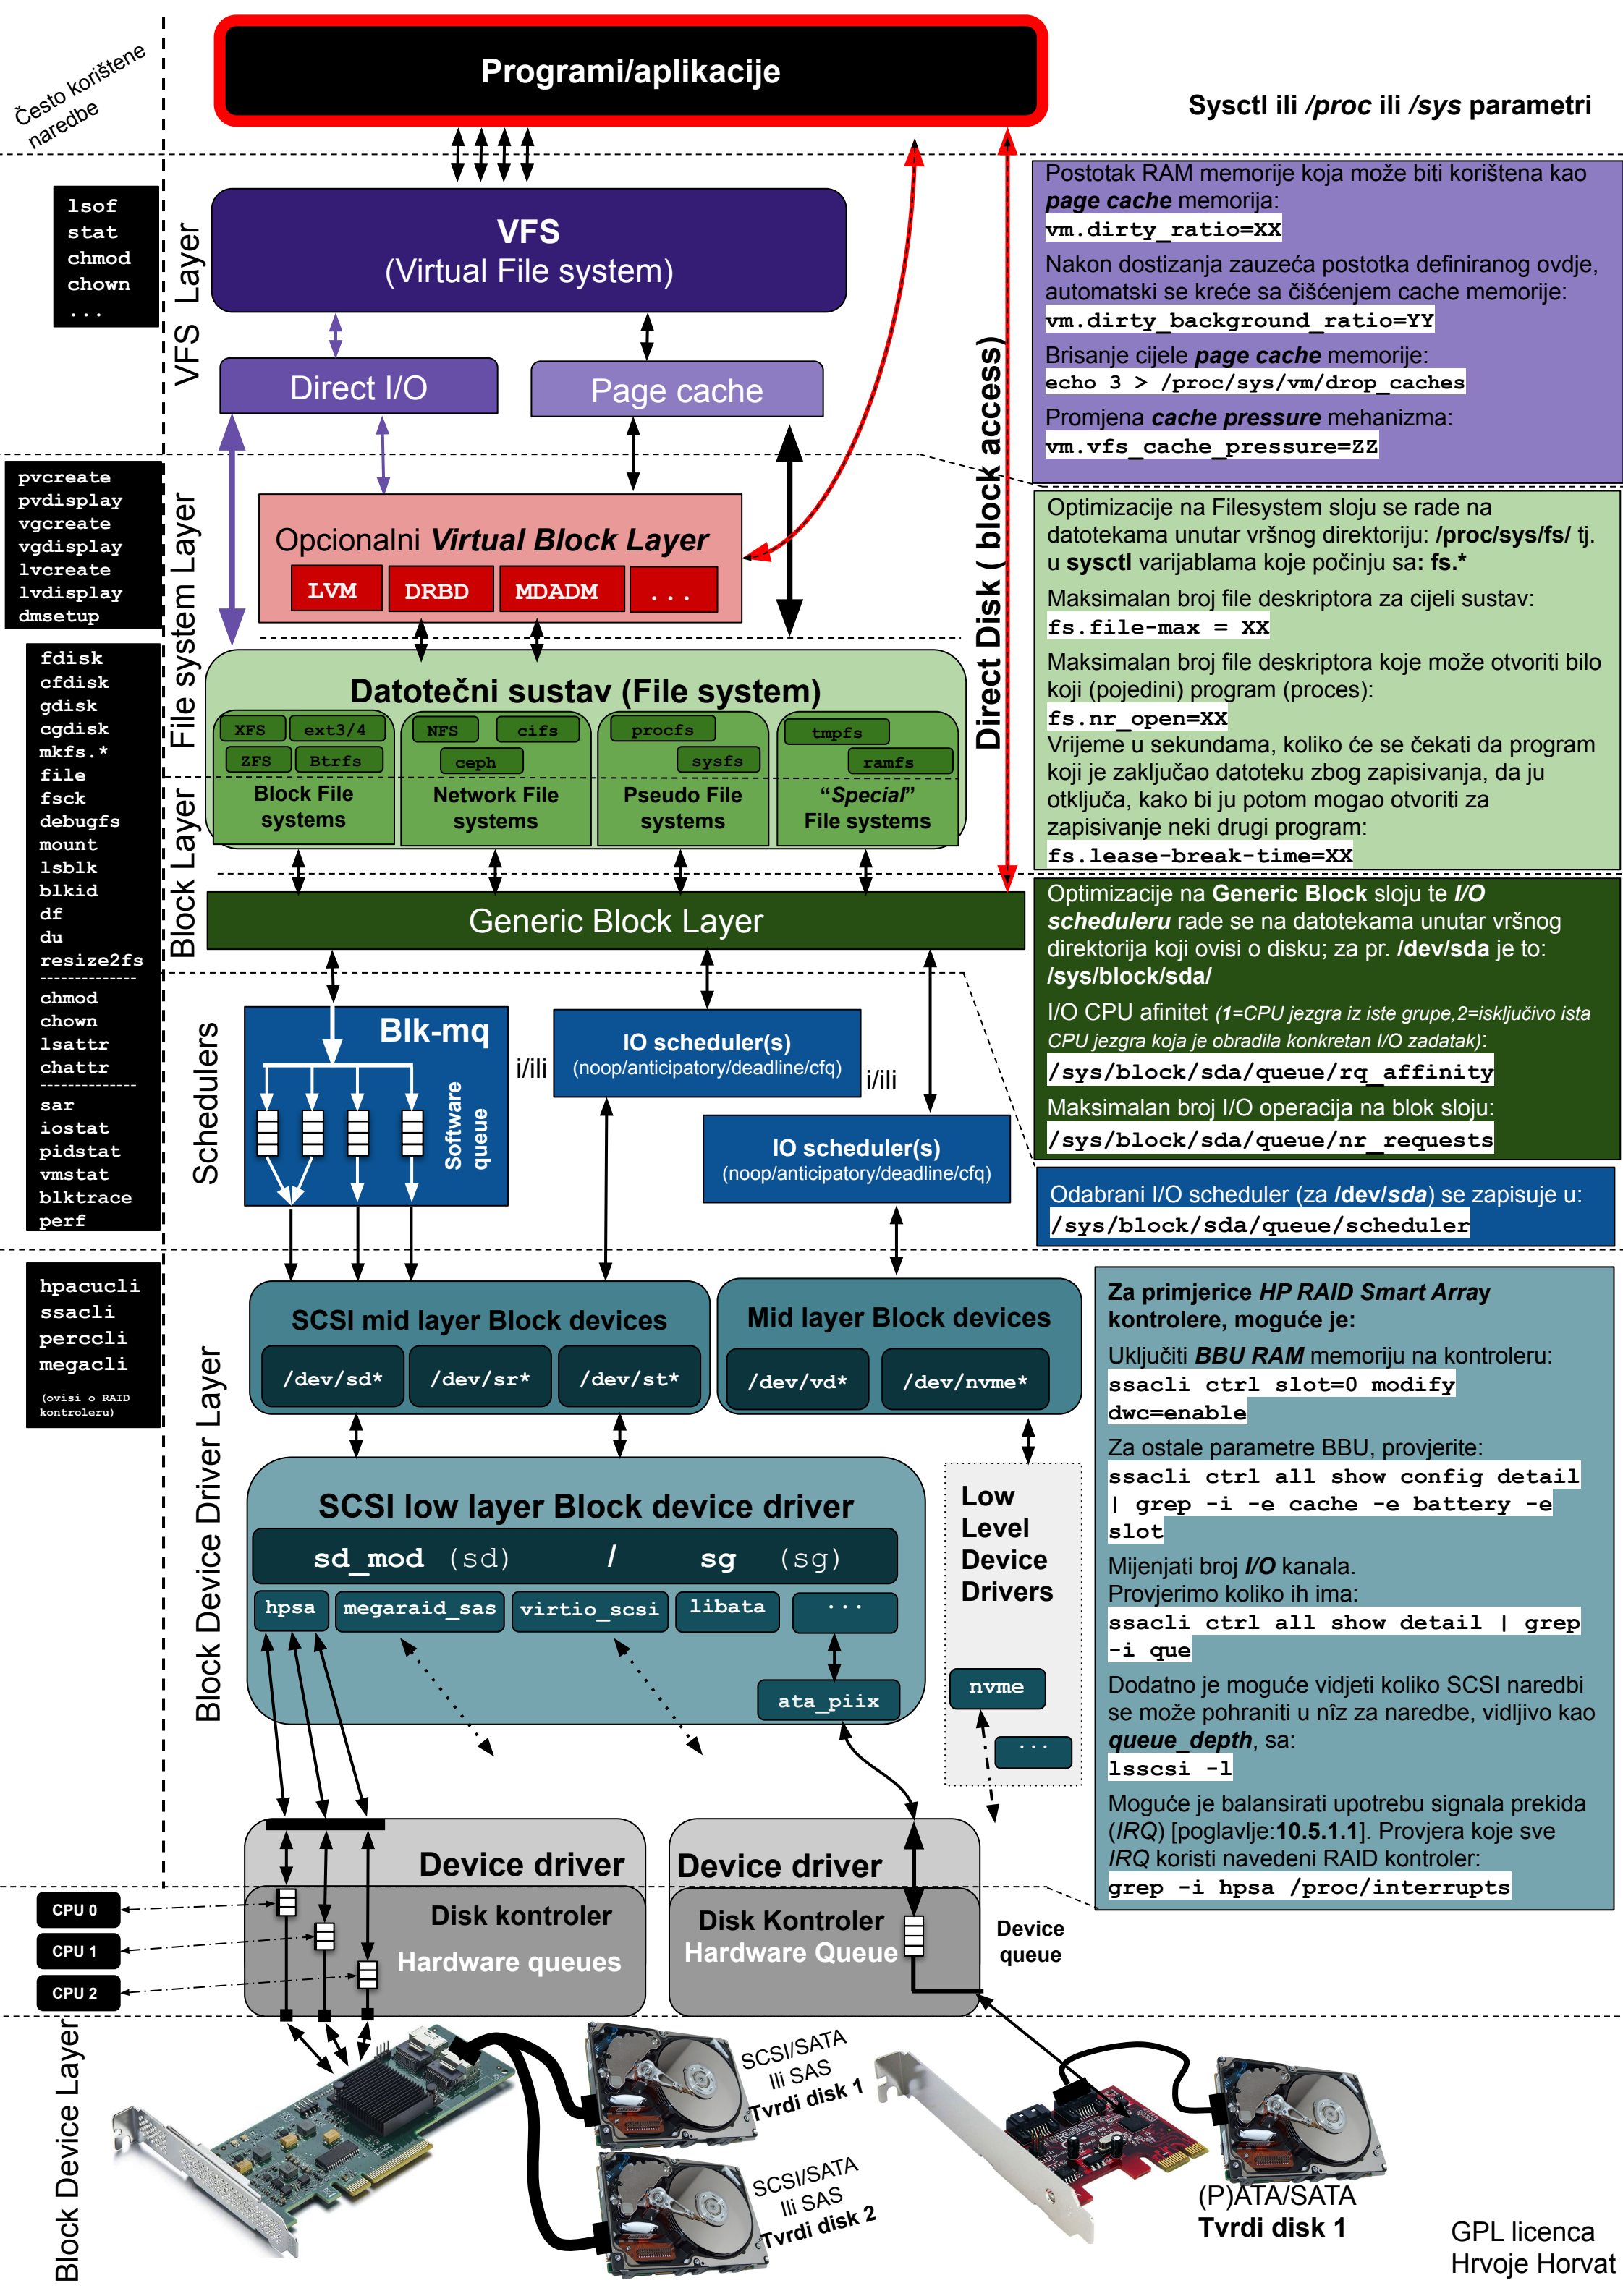 Često korištene
naredbe
Programi/aplikacije
Sysctl ili /proc ili /sys parametri
lsof
stat
chmod
chown
...
VFS Layer
VFS
(Virtual File system)
Direct I/O
Page cache
Direct Disk ( block access)
Postotak RAM memorije koja može biti korištena kao
page cache memorija:
vm.dirty_ratio=XX
Nakon dostizanja zauzeća postotka definiranog ovdje,
automatski se kreće sa čišćenjem cache memorije:
vm.dirty_background_ratio=YY
Brisanje cijele page cache memorije:
echo 3 > /proc/sys/vm/drop_caches
Promjena cache pressure mehanizma:
vm.vfs_cache_pressure=ZZ
pvcreate
pvdisplay
vgcreate
vgdisplay
lvcreate
lvdisplay
dmsetup
File system Layer
Opcionalni Virtual Block Layer
LVM
DRBD
MDADM
...
Optimizacije na Filesystem sloju se rade na
datotekama unutar vršnog direktoriju: /proc/sys/fs/ tj.
u sysctl varijablama koje počinju sa: fs.*
Maksimalan broj file deskriptora za cijeli sustav:
fs.file-max = XX
Maksimalan broj file deskriptora koje može otvoriti bilo
koji (pojedini) program (proces):
fs.nr_open=XX
Vrijeme u sekundama, koliko će se čekati da program
koji je zaključao datoteku zbog zapisivanja, da ju
otključa, kako bi ju potom mogao otvoriti za
zapisivanje neki drugi program:
fs.lease-break-time=XX
fdisk
cfdisk
gdisk
cgdisk
mkfs.*
file
fsck
debugfs
mount
lsblk
blkid
df
du
resize2fs
--------------
chmod
chown
lsattr
chattr
--------------
sar
iostat
pidstat
vmstat
blktrace
perf
Datotečni sustav (File system)
XFS
ext3/4
ZFS
Btrfs
Block File
systems
NFS
cifs
ceph
Network File
systems
procfs
sysfs
Pseudo File
systems
tmpfs
ramfs
“Special”
File systems
Block Layer
Generic Block Layer
Optimizacije na Generic Block sloju te I/O
scheduleru rade se na datotekama unutar vršnog
direktorija koji ovisi o disku; za pr. /dev/sda je to:
/sys/block/sda/
I/O CPU afinitet (1=CPU jezgra iz iste grupe,2=isključivo ista
CPU jezgra koja je obradila konkretan I/O zadatak):
/sys/block/sda/queue/rq_affinity
Maksimalan broj I/O operacija na blok sloju:
/sys/block/sda/queue/nr_requests
Schedulers
Blk-mq
Software
queue
i/ili
IO scheduler(s)
(noop/anticipatory/deadline/cfq)
i/ili
IO scheduler(s)
(noop/anticipatory/deadline/cfq)
Odabrani I/O scheduler (za /dev/sda) se zapisuje u:
/sys/block/sda/queue/scheduler
hpacucli
ssacli
perccli
megacli
(ovisi o RAID
kontroleru)
Block Device Driver Layer
SCSI mid layer Block devices
/dev/sd*
/dev/sr*
/dev/st*
Mid layer Block devices
/dev/vd*
/dev/nvme*
SCSI low layer Block device driver
sd_mod (sd) / sg (sg)
hpsa
megaraid_sas
virtio_scsi
libata
...
ata_piix
Low
Level
Device
Drivers
nvme
...
Za primjerice HP RAID Smart Array
kontrolere, moguće je:
Uključiti BBU RAM memoriju na kontroleru:
ssacli ctrl slot=0 modify
dwc=enable
Za ostale parametre BBU, provjerite:
ssacli ctrl all show config detail
| grep -i -e cache -e battery -e
slot
Mijenjati broj I/O kanala.
Provjerimo koliko ih ima:
ssacli ctrl all show detail | grep
-i que
Dodatno je moguće vidjeti koliko SCSI naredbi
se može pohraniti u nîz za naredbe, vidljivo kao
queue_depth, sa:
lsscsi -l
Moguće je balansirati upotrebu signala prekida
(IRQ) [poglavlje:10.5.1.1]. Provjera koje sve
IRQ koristi navedeni RAID kontroler:
grep -i hpsa /proc/interrupts
Device driver
Disk kontroler
Hardware queues
Device driver
Disk Kontroler
Hardware Queue
Device
queue
CPU 0
CPU 1
CPU 2
Block Device Layer
SCSI/SATA
Ili SAS
Tvrdi disk 1
SCSI/SATA
Ili SAS
Tvrdi disk 2
(P)ATA/SATA
Tvrdi disk 1
GPL licenca
Hrvoje Horvat